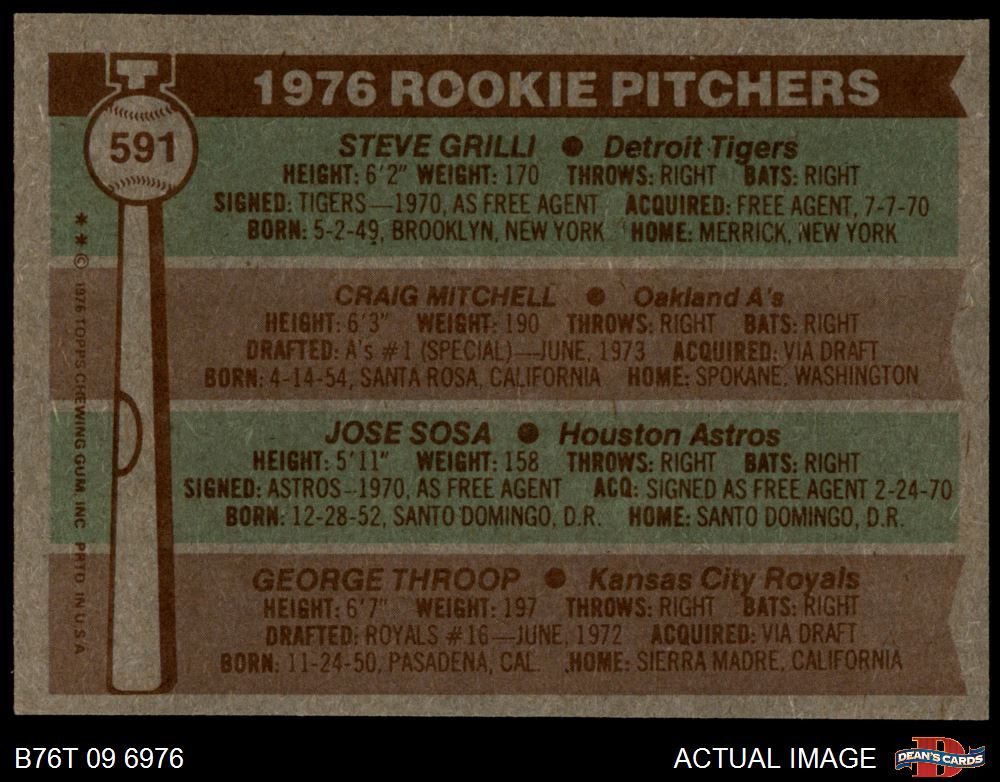 T
1976 ROOKIE PITCHERS
591
STEVE GRILLI ● Detroit Tigers
HEIGHT: 6'2" WEIGHT: 170 THROWS: RIGHT BATS: RIGHT
SIGNED: TIGERS—1970, AS FREE AGENT ACQUIRED: FREE AGENT, 7-7-70
BORN: 5-2-49, BROOKLYN, NEW YORK HOME: MERRICK, NEW YORK
CRAIG MITCHELL ● Oakland A's
HEIGHT: 6'3" WEIGHT: 190 THROWS: RIGHT BATS: RIGHT
DRAFTED: A's #1 (SPECIAL)—JUNE, 1973 ACQUIRED: VIA DRAFT
BORN: 4-14-54, SANTA ROSA, CALIFORNIA HOME: SPOKANE, WASHINGTON
JOSE SOSA ● Houston Astros
HEIGHT: 5'11" WEIGHT: 158 THROWS: RIGHT BATS: RIGHT
SIGNED: ASTROS—1970, AS FREE AGENT ACQ: SIGNED AS FREE AGENT 2-24-70
BORN: 12-28-52, SANTO DOMINGO, D.R. HOME: SANTO DOMINGO, D.R.
GEORGE THROOP ● Kansas City Royals
HEIGHT: 6'7" WEIGHT: 197 THROWS: RIGHT BATS: RIGHT
DRAFTED: ROYALS #16—JUNE, 1972 ACQUIRED: VIA DRAFT
BORN: 11-24-50, PASADENA, CAL. HOME: SIERRA MADRE, CALIFORNIA
**© 1976 TOPPS CHEWING GUM, INC. PRTD. IN U.S.A.
B76T 09 6976
ACTUAL IMAGE
D
DEAN'S CARDS